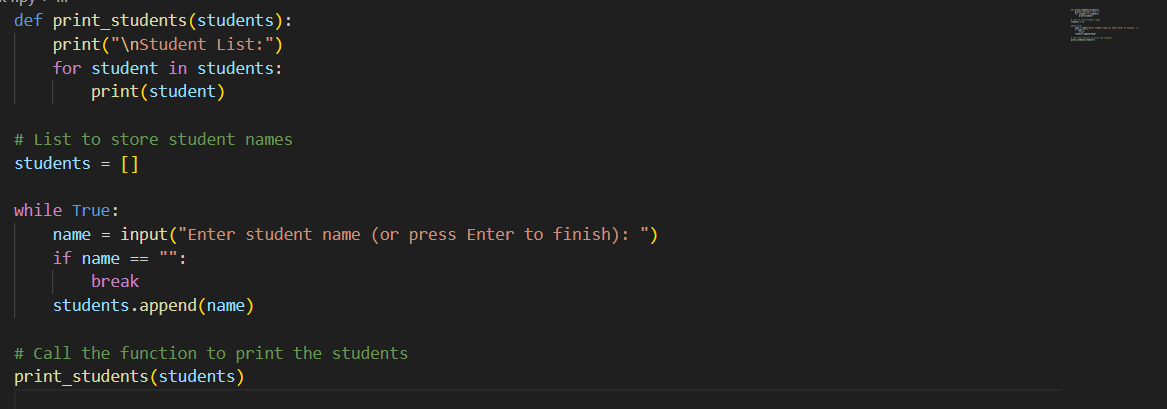 def print_students(students):
    print("\nStudent List:")
    for student in students:
        print(student)

# List to store student names
students = []

while True:
    name = input("Enter student name (or press Enter to finish): ")
    if name == "":
        break
    students.append(name)

# Call the function to print the students
print_students(students)